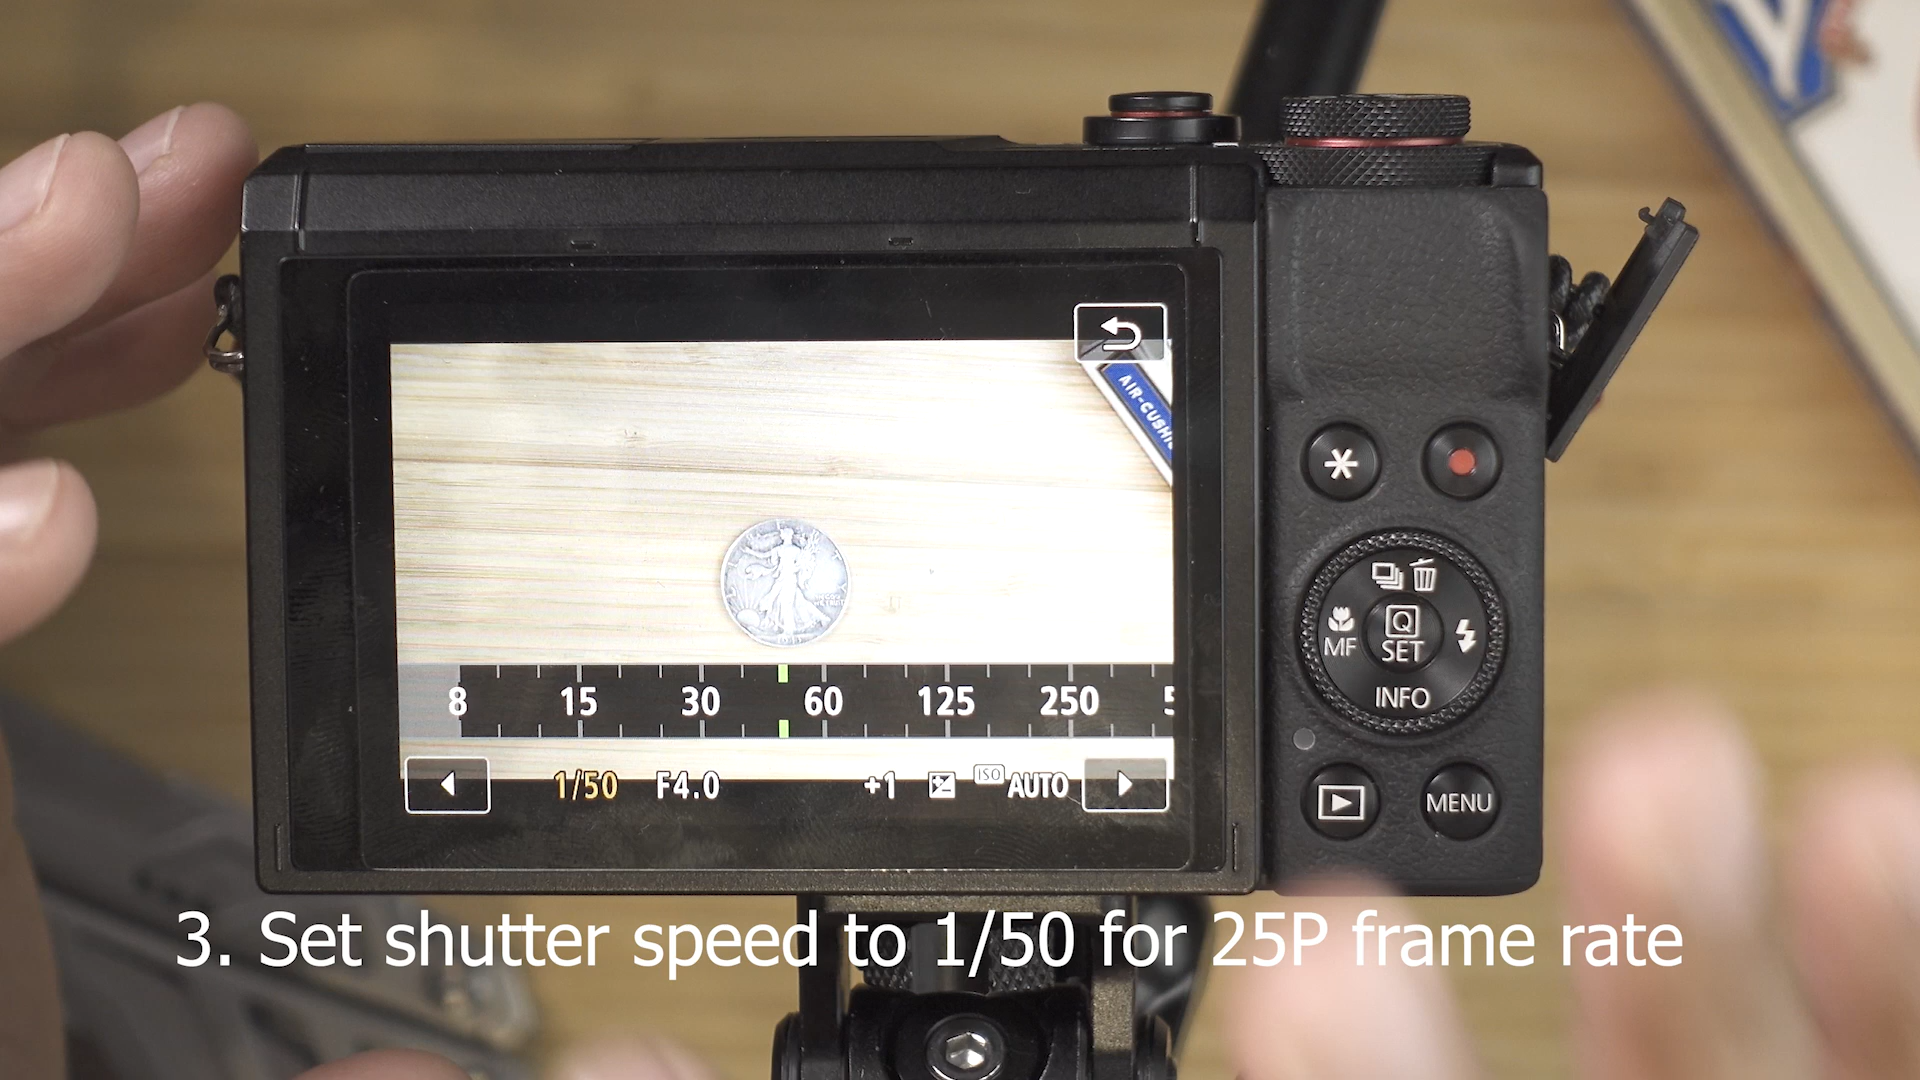 AIR-CUSHI
8 15 30 60 125 250 5
1/50 F4.0 +1 ISO AUTO
MF
Q
SET
INFO
MENU
3. Set shutter speed to 1/50 for 25P frame rate